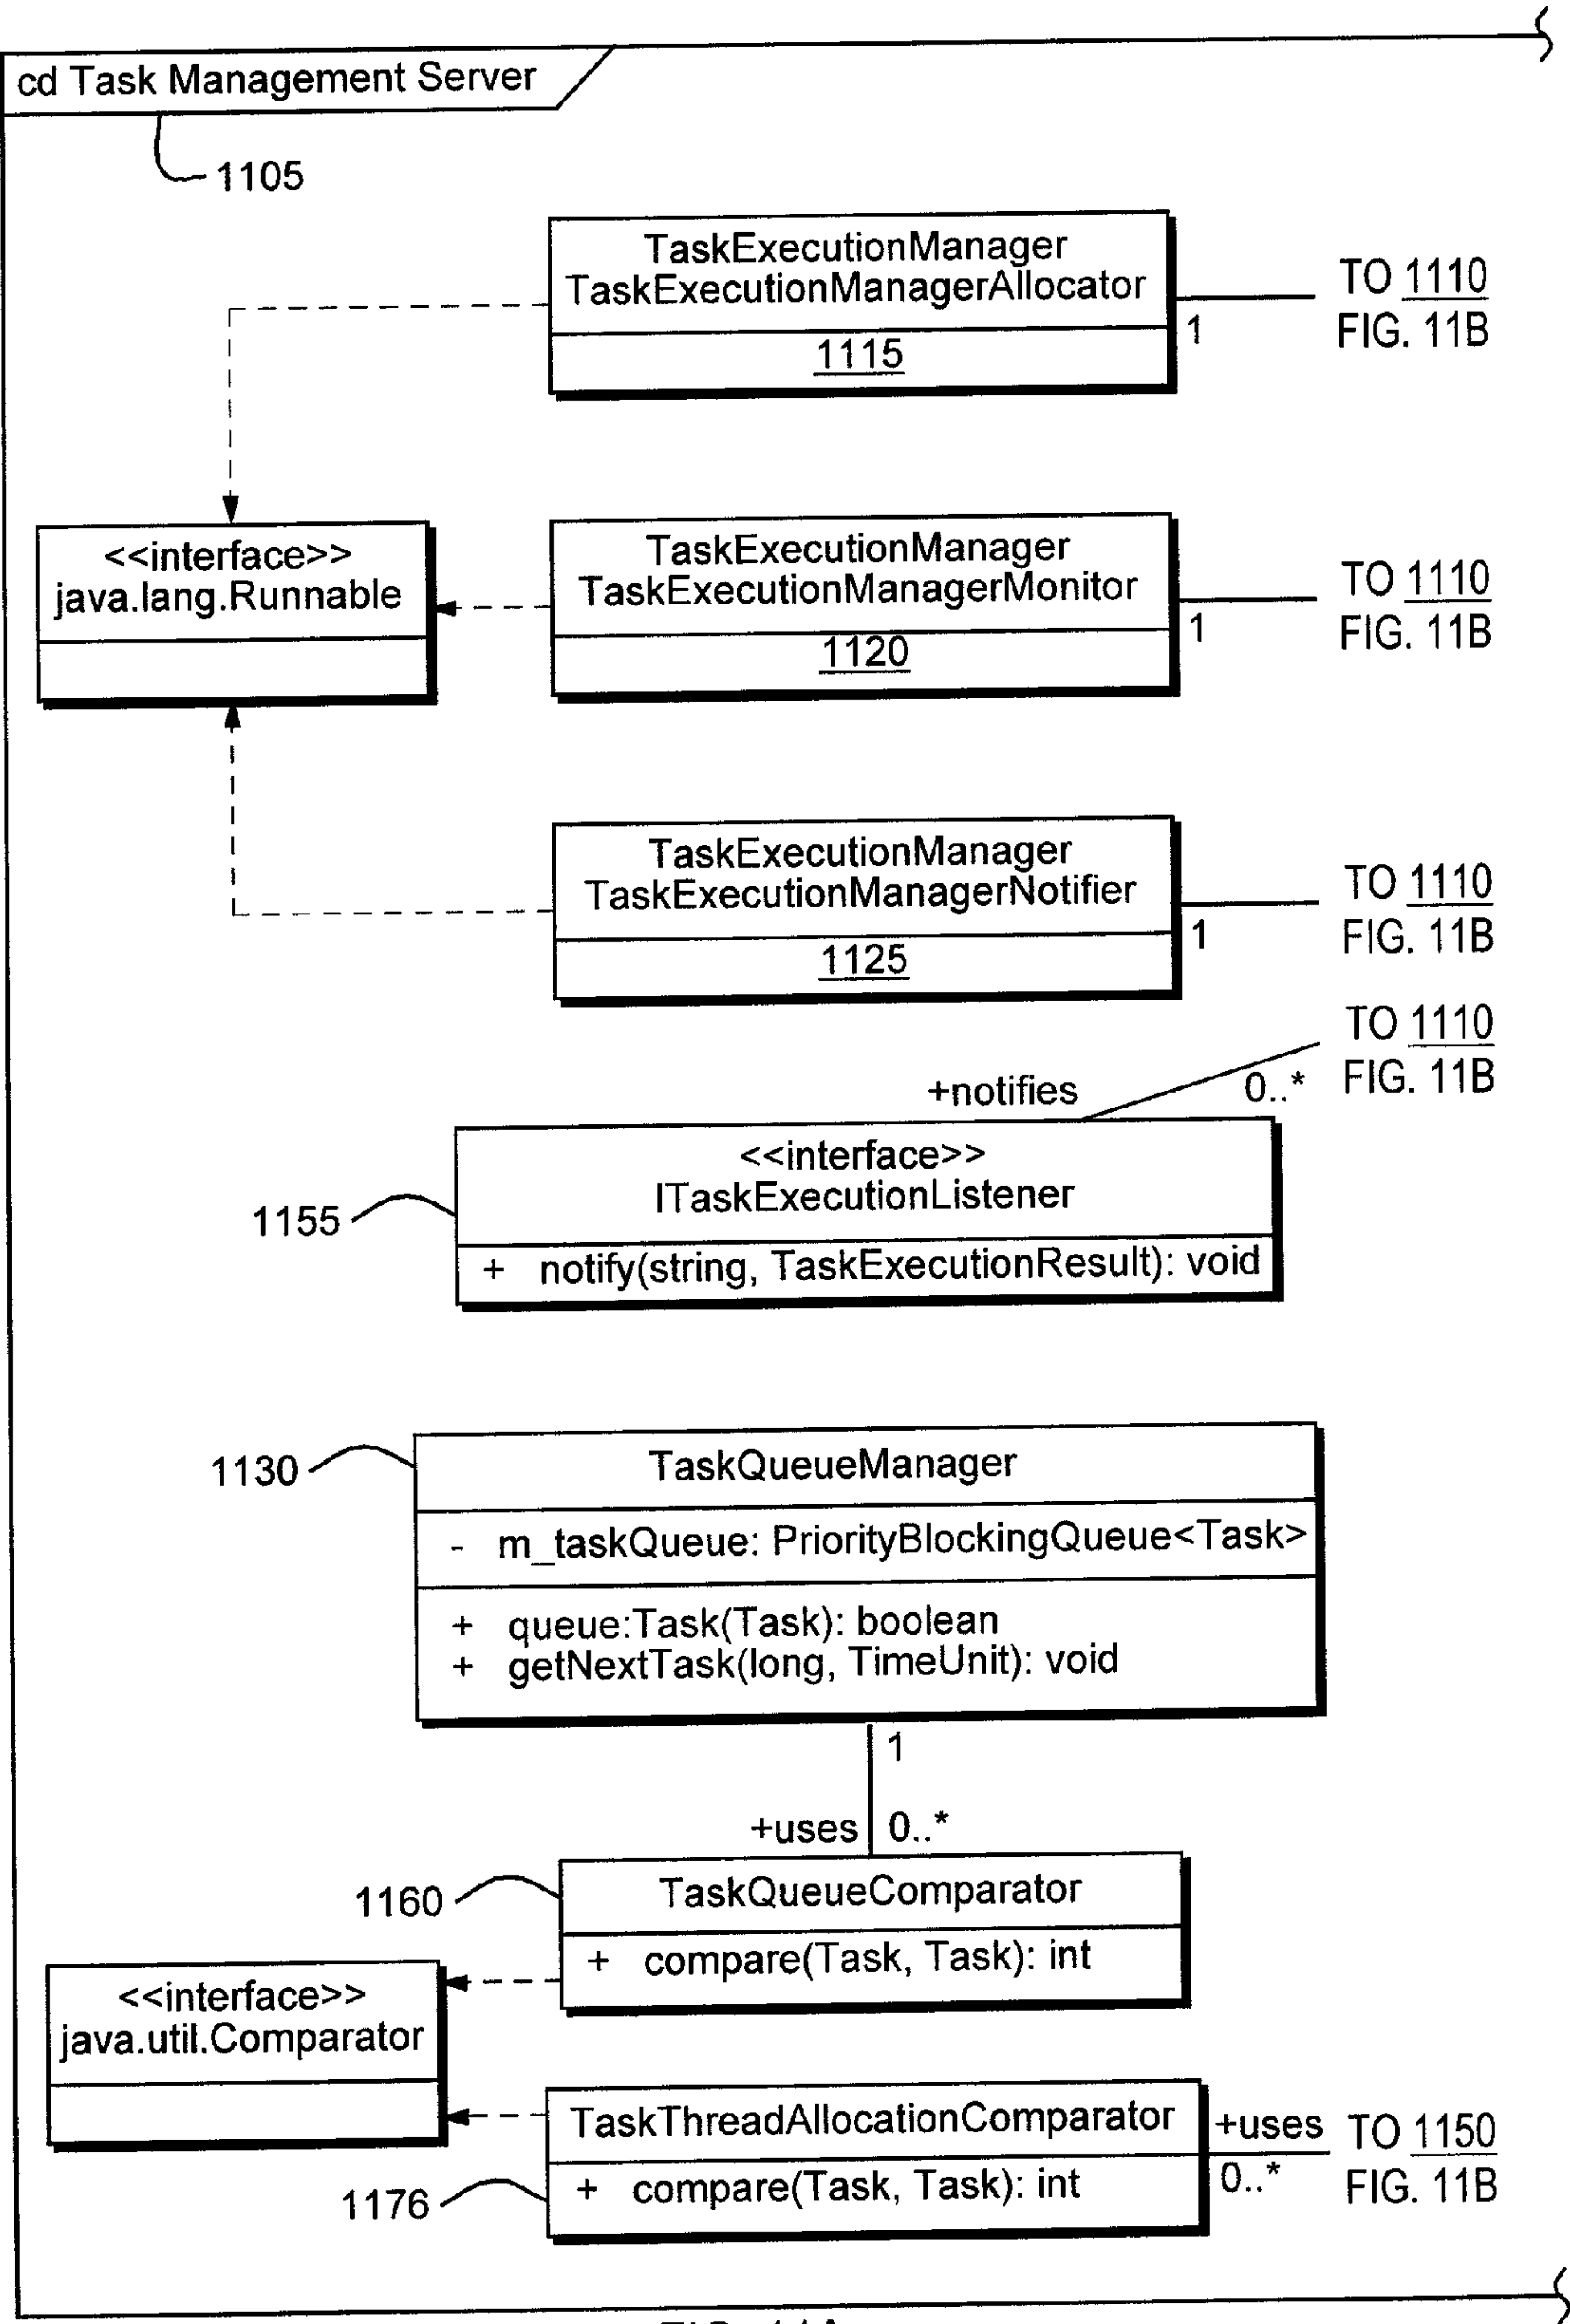 cd Task Management Server
1105
TaskExecutionManager
TaskExecutionManagerAllocator
1115
1
TO 1110
FIG. 11B
<<interface>>
java.lang.Runnable
TaskExecutionManager
TaskExecutionManagerMonitor
1120
1
TO 1110
FIG. 11B
TaskExecutionManager
TaskExecutionManagerNotifier
1125
1
TO 1110
FIG. 11B
TO 1110
FIG. 11B
+notifies
0..*
1155
<<interface>>
ITaskExecutionListener
+ notify(string, TaskExecutionResult): void
1130
TaskQueueManager
- m_taskQueue: PriorityBlockingQueue<Task>
+ queue:Task(Task): boolean
+ getNextTask(long, TimeUnit): void
1
+uses
0..*
1160
TaskQueueComparator
+ compare(Task, Task): int
<<interface>>
java.util.Comparator
TaskThreadAllocationComparator
1176
+ compare(Task, Task): int
+uses
0..*
TO 1150
FIG. 11B